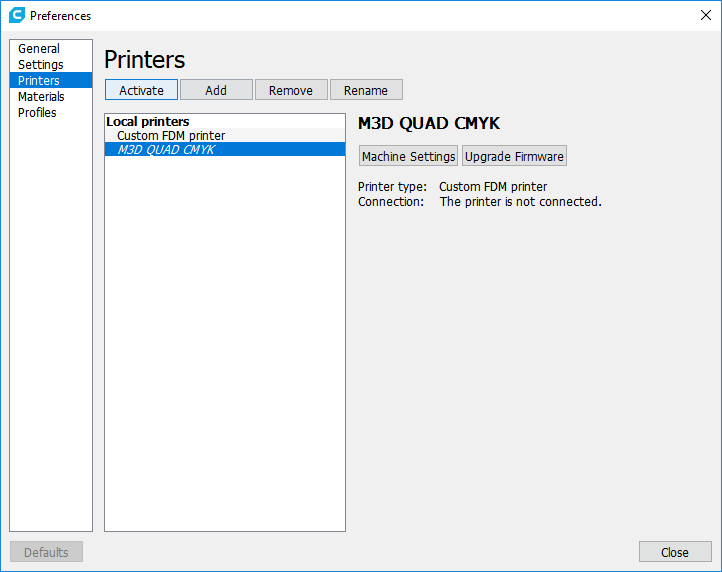 Preferences
General
Settings
Printers
Materials
Profiles
Printers
Activate Add Remove Rename
Local printers
Custom FDM printer
M3D QUAD CMYK
M3D QUAD CMYK
Machine Settings Upgrade Firmware
Printer type: Custom FDM printer
Connection: The printer is not connected.
Defaults
Close